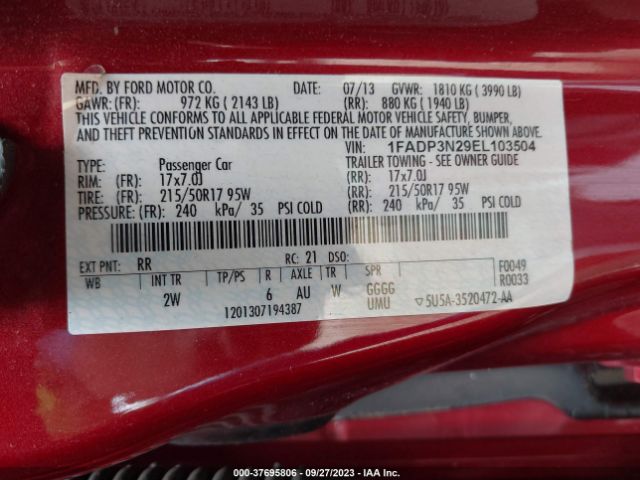 MFD. BY FORD MOTOR CO. DATE: 07/13 GVWR: 1810 KG ( 3990 LB)
GAWR: (FR): 972 KG ( 2143 LB) (RR): 880 KG ( 1940 LB)
THIS VEHICLE CONFORMS TO ALL APPLICABLE FEDERAL MOTOR VEHICLE SAFETY, BUMPER,
AND THEFT PREVENTION STANDARDS IN EFFECT ON THE DATE OF MANUFACTURE SHOWN ABOVE.
VIN: 1FADP3N29EL103504
TYPE: Passenger Car TRAILER TOWING - SEE OWNER GUIDE
RIM: (FR): 17x7.0J (RR): 17x7.0J
TIRE: (FR): 215/50R17 95W (RR): 215/50R17 95W
PRESSURE: (FR): 240 kPa/ 35 PSI COLD (RR): 240 kPa/ 35 PSI COLD
EXT PNT: RR RC: 21 DSO: F0049
WB INT TR TP/PS R AXLE TR SPR R0033
2W 6 AU W GGGG
UMU ▽5U5A-3520472-AA
1201307194387
000-37695806 - 09/27/2023 - IAA Inc.